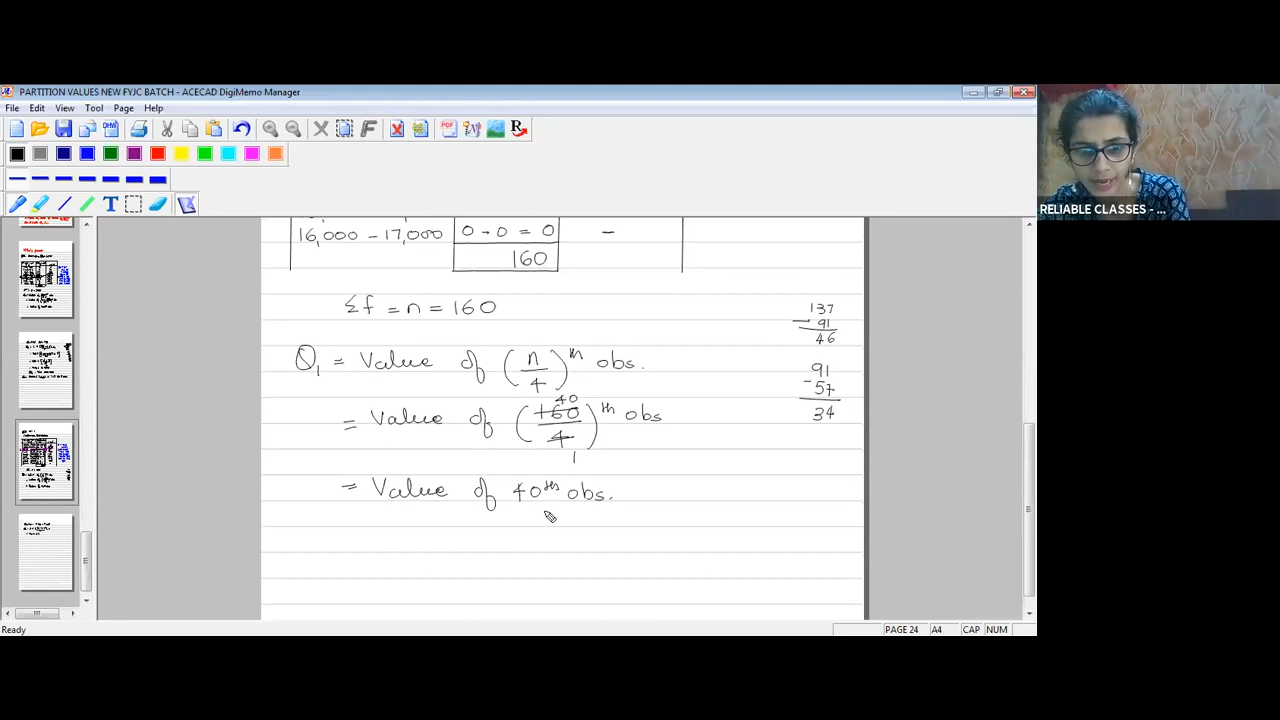 PARTITION VALUES NEW FYJC BATCH - ACECAD DigiMemo Manager
File Edit View Tool Page Help
RELIABLE CLASSES - ...
16,000 - 17,000 0 - 0 = 0 -
160
Σf = n = 160
Q₁ = Value of (n/4)th obs.
= Value of (160/4)th obs
40
1
= Value of 40th obs.
137
- 91
46
91
- 57
34
Ready PAGE 24 A4 CAP NUM